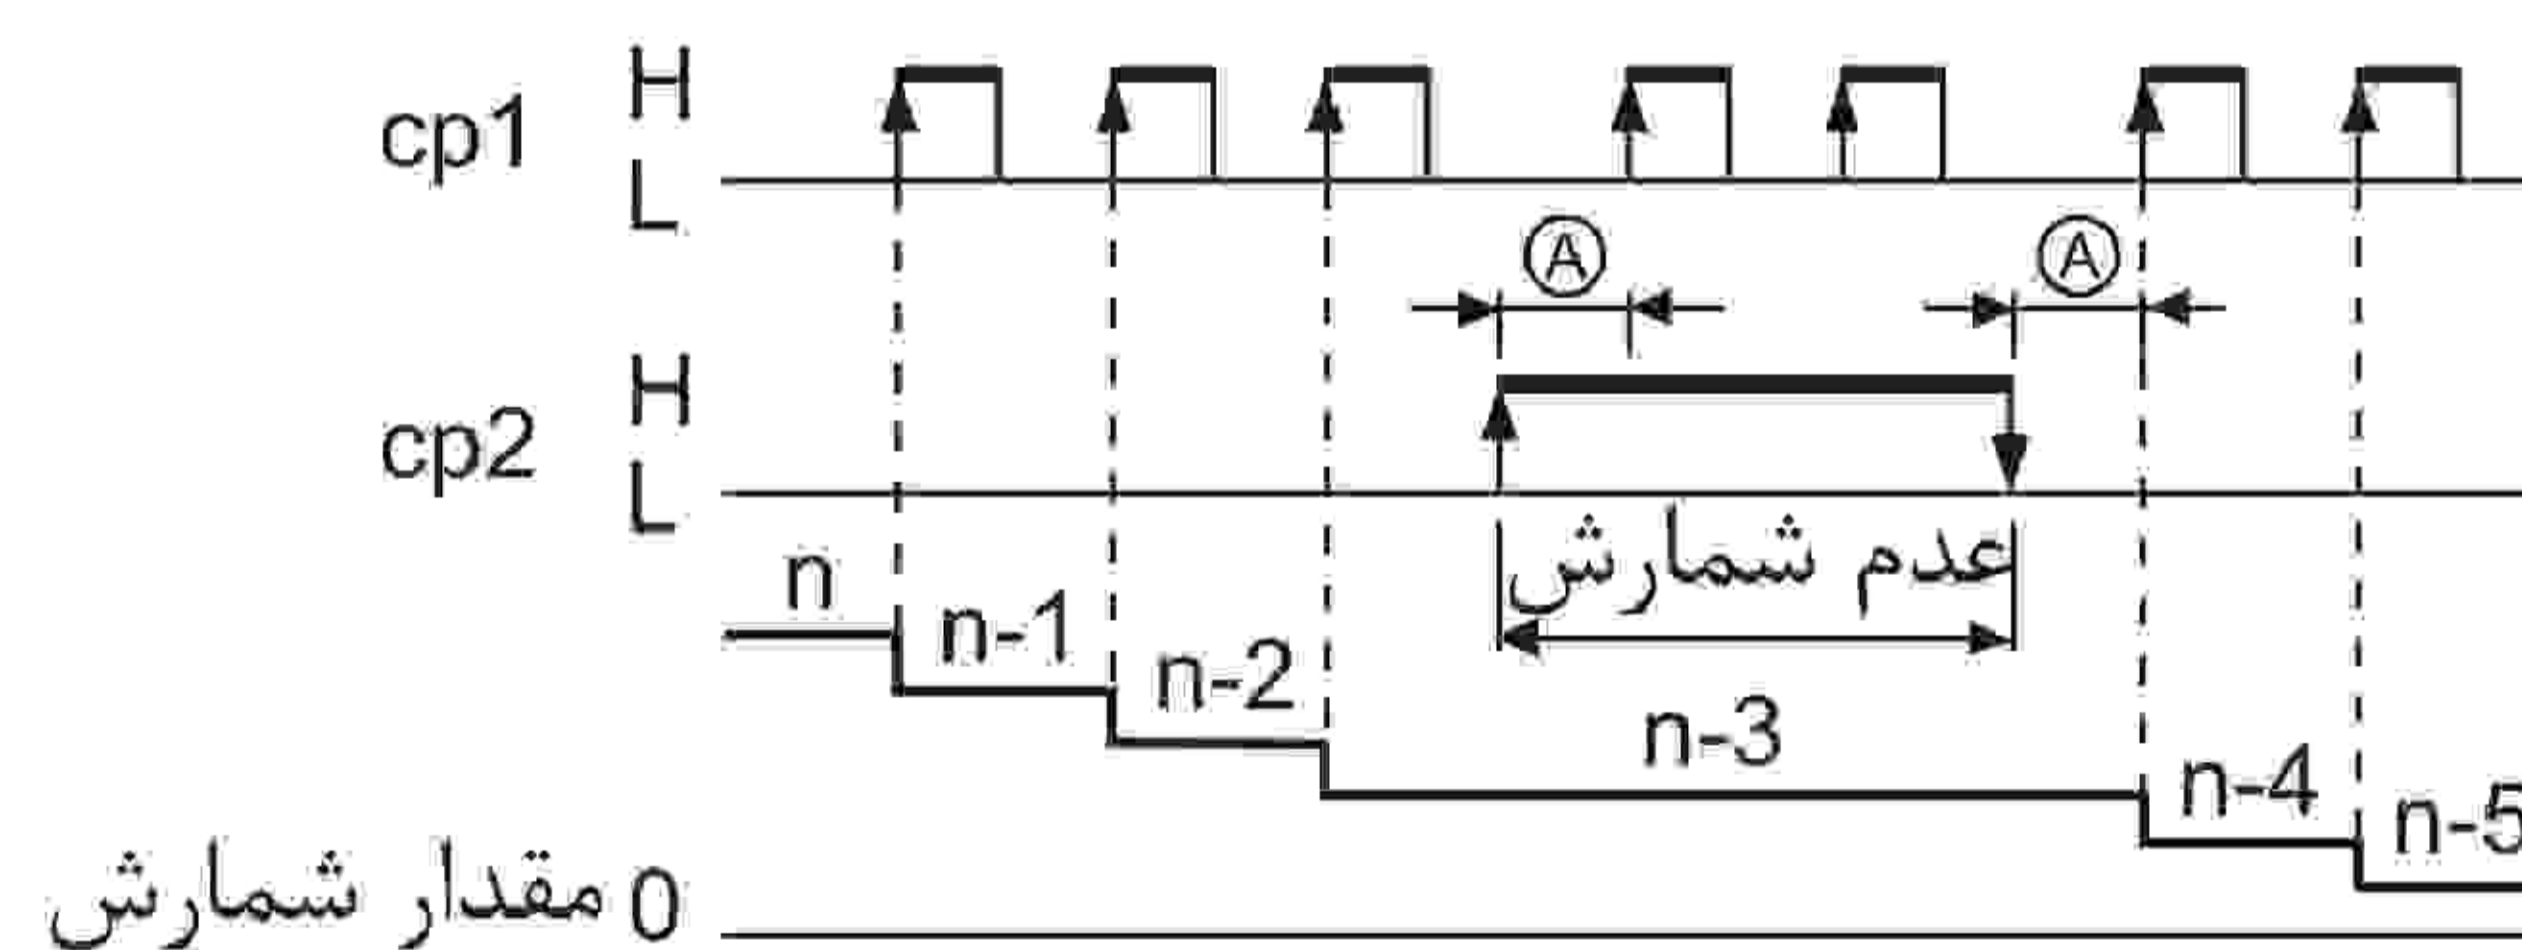 H
cp1
L
Ⓐ Ⓐ
H
cp2
L
عدم شمارش
n
n-1
n-2
n-3
n-4
n-5
مقدار شمارش 0